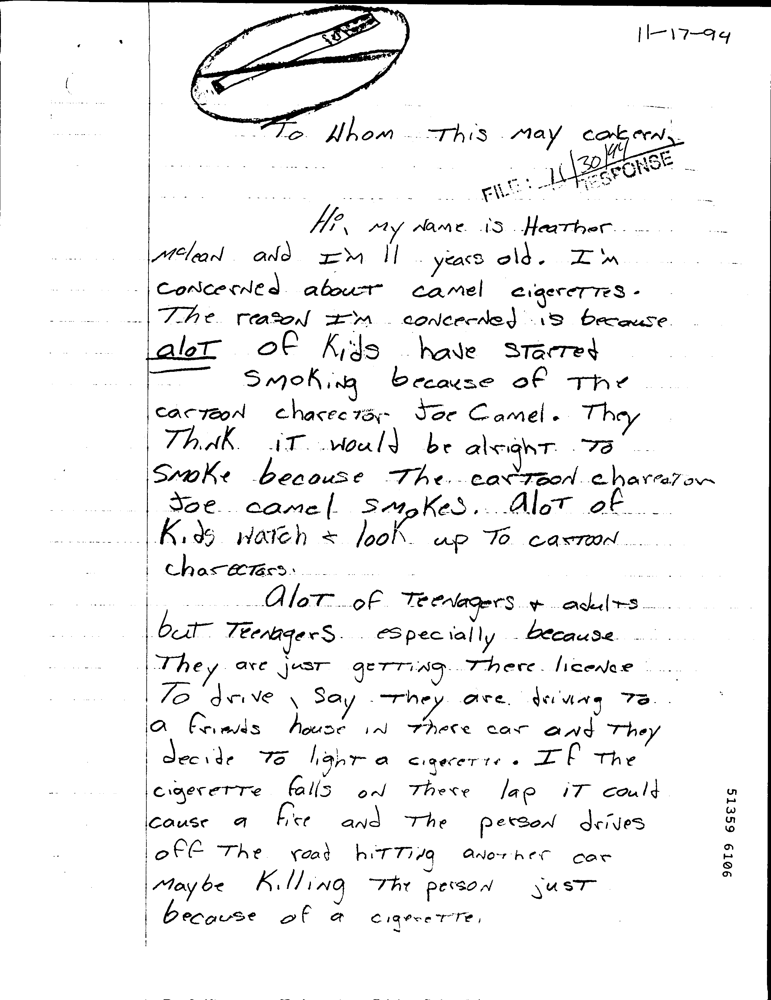 11-17-94
To Whom This may concern,
FILE: 11/30/94
RESPONSE
Hi, my name is Heather
Mclean and I'm 11 years old. I'm
concerned about camel cigerettes.
The reason I'm concerned is because
alot of kids have started
smoking because of the
cartoon charector Joe Camel. They
Think it would be alright to
smoke becouse The cartoon charector
Joe camel smokes. alot of
Kids watch & look up To cartoon
charecters.
alot of Teenagers & adults
but Teenagers especially because
They are just getting There licence
To drive, say they are driving to
a friends house in there car and they
decide to light a cigerette. If the
cigerette falls on there lap it could
cause a fire and the person drives
off the road hitting another car
maybe killing the person just
because of a cigerette.
51359 6106